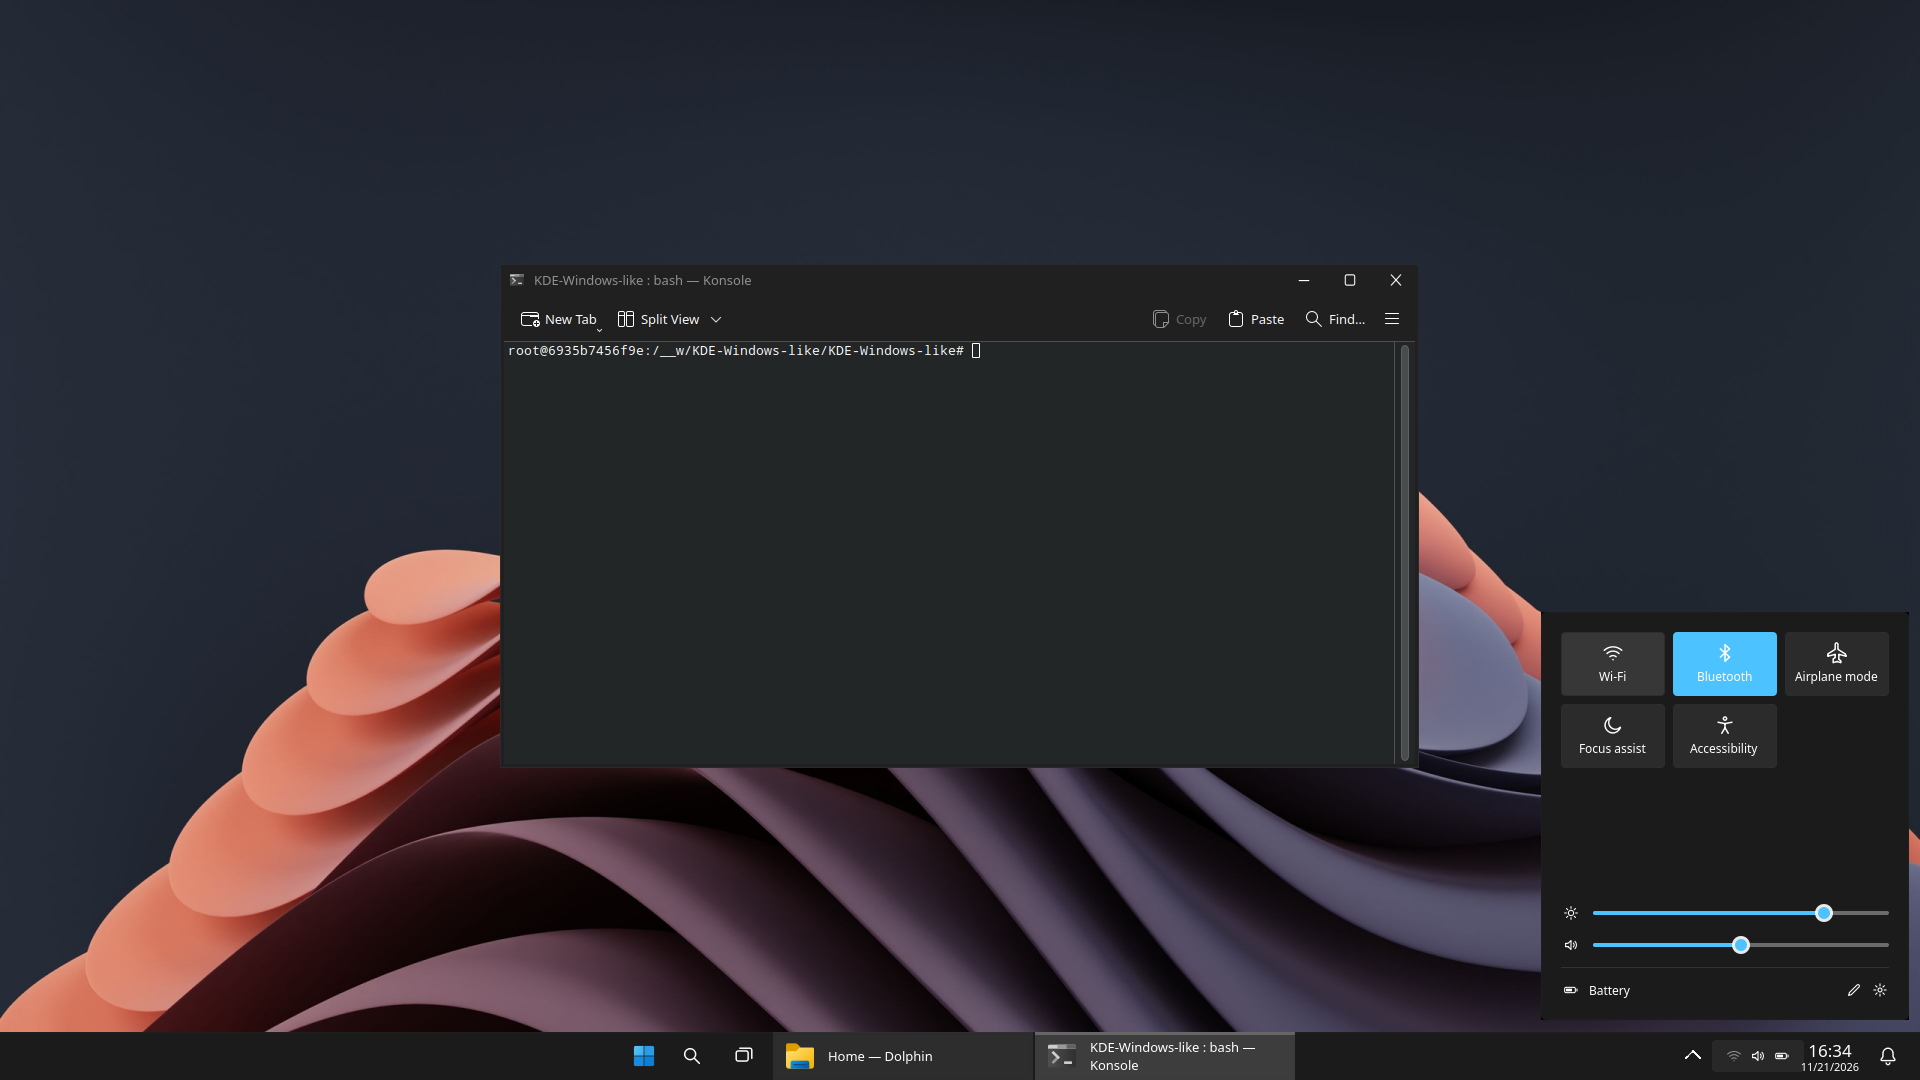 KDE-Windows-like : bash — Konsole
New Tab Split View Copy Paste Find...
root@6935b7456f9e:/__w/KDE-Windows-like/KDE-Windows-like#
Wi-Fi Bluetooth Airplane mode
Focus assist Accessibility
Battery
Home — Dolphin
KDE-Windows-like : bash —
Konsole
16:34
11/21/2026